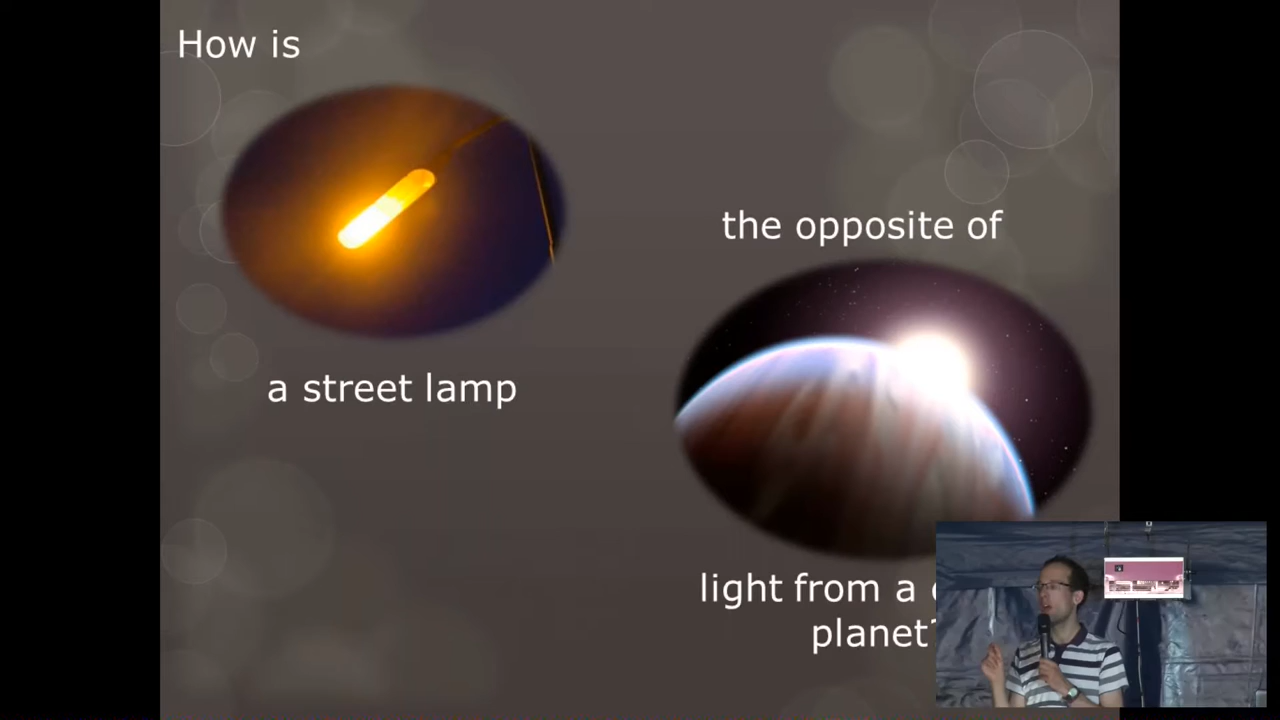 How is
the opposite of
a street lamp
light from a
planet?